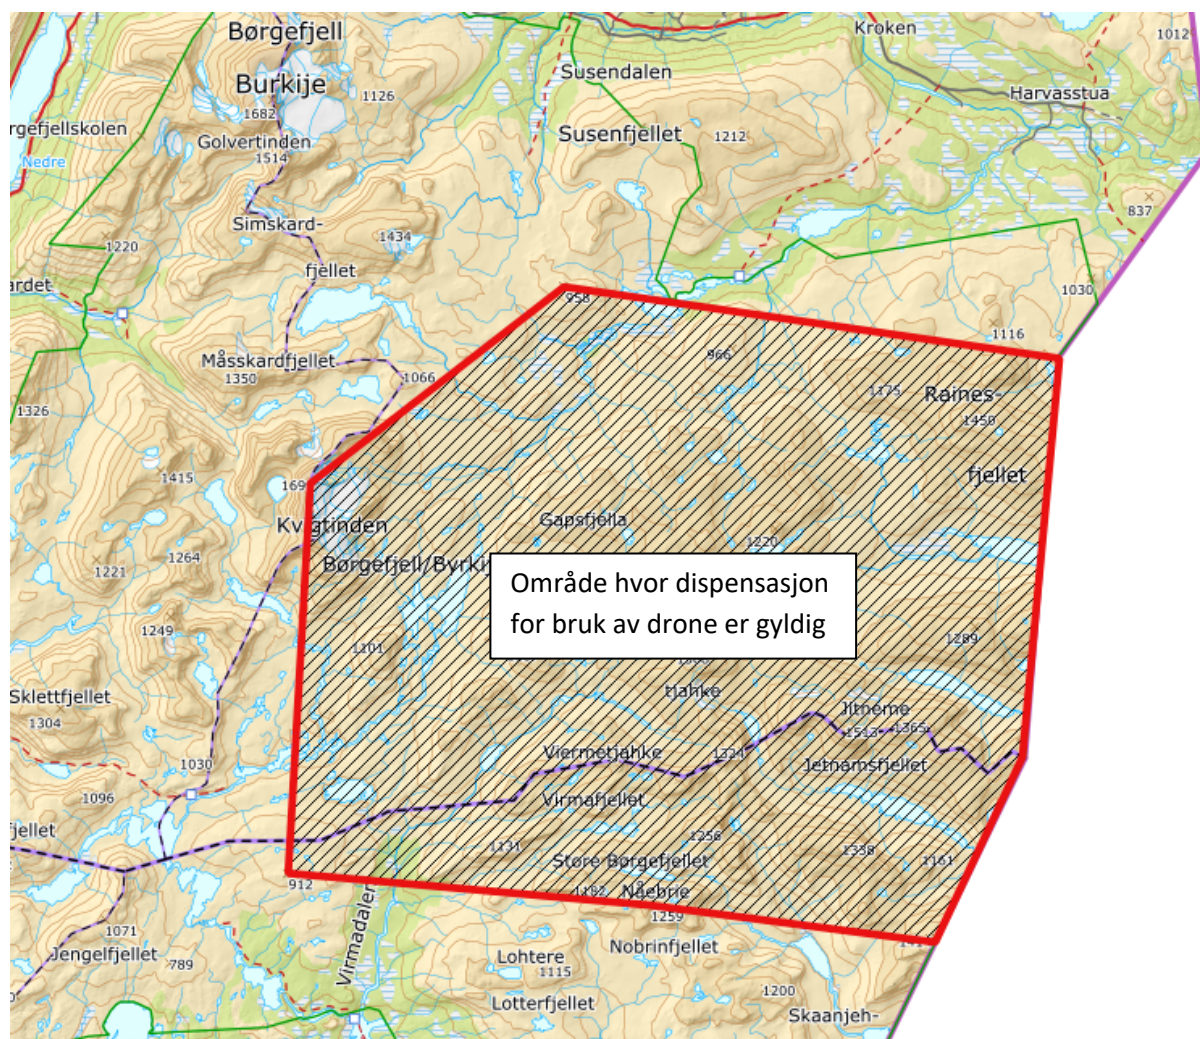 Børgefjell
Kroken
1012
Burkije
Susendalen
1126
Harvasstua
1682
rgefjellskolen
Golvertinden
Susenfjellet
1212
1514
Nedre
837
Simskard-
1434
1220
fjellet
ardet
1030
958
1116
Måsskardfjellet
966
1350
1066
1175
Raines-
1326
1450
1415
169
fjellet
Kvigtinden
Gapsfjella
1220
1264
Børgefjell/Byrkij
1221
Område hvor dispensasjon
for bruk av drone er gyldig
1249
1289
1101
Sklettfjellet
tjahke
1304
Jitneme
1513
1365
Viermetjahke
1324
1030
Jetnamsfjellet
1096
Virmafjellet
fjellet
1256
1131
Store Børgefjellet
1338
1161
912
1182
Nåebrie
1259
Virmadalen
1071
Jengelfjellet
Nobrinfjellet
789
Lohtere
1115
1200
Lotterfjellet
Skaanjeh-